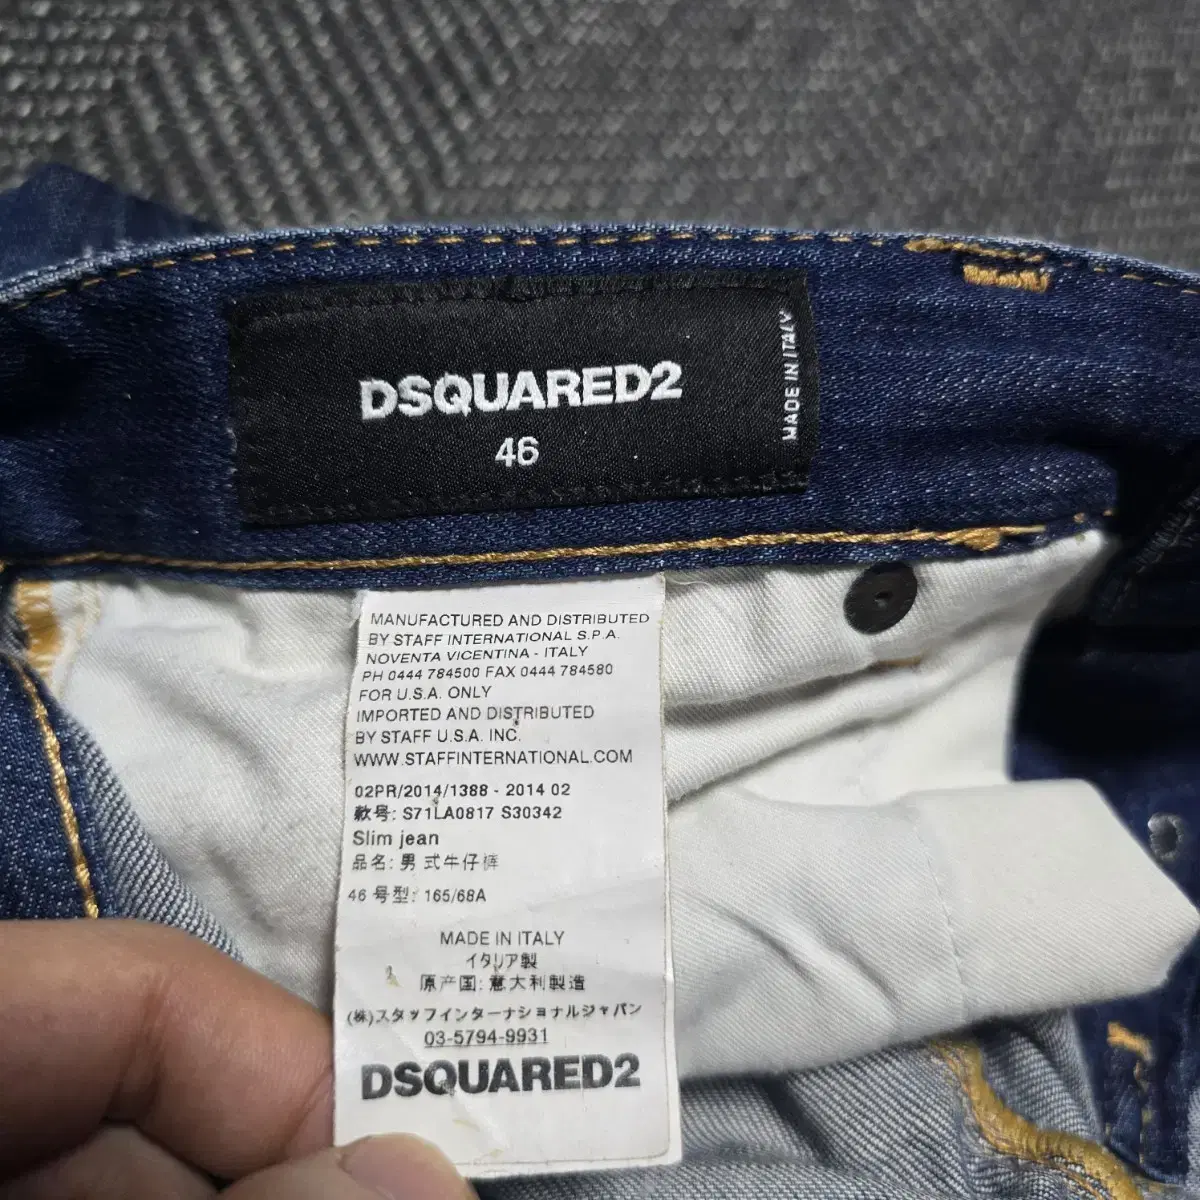 DSQUARED2
46
MADE IN ITALY
MANUFACTURED AND DISTRIBUTED
BY STAFF INTERNATIONAL S.P.A.
NOVENTA VICENTINA - ITALY
PH 0444 784500 FAX 0444 784580
FOR U.S.A. ONLY
IMPORTED AND DISTRIBUTED
BY STAFF U.S.A. INC.
WWW.STAFFINTERNATIONAL.COM
02PR/2014/1388 - 2014 02
款号: S71LA0817 S30342
Slim jean
品名: 男式牛仔裤
46 号型: 165/68A
MADE IN ITALY
イタリア製
原产国: 意大利製造
(株)スタッフインターナショナルジャパン
03-5794-9931
DSQUARED2